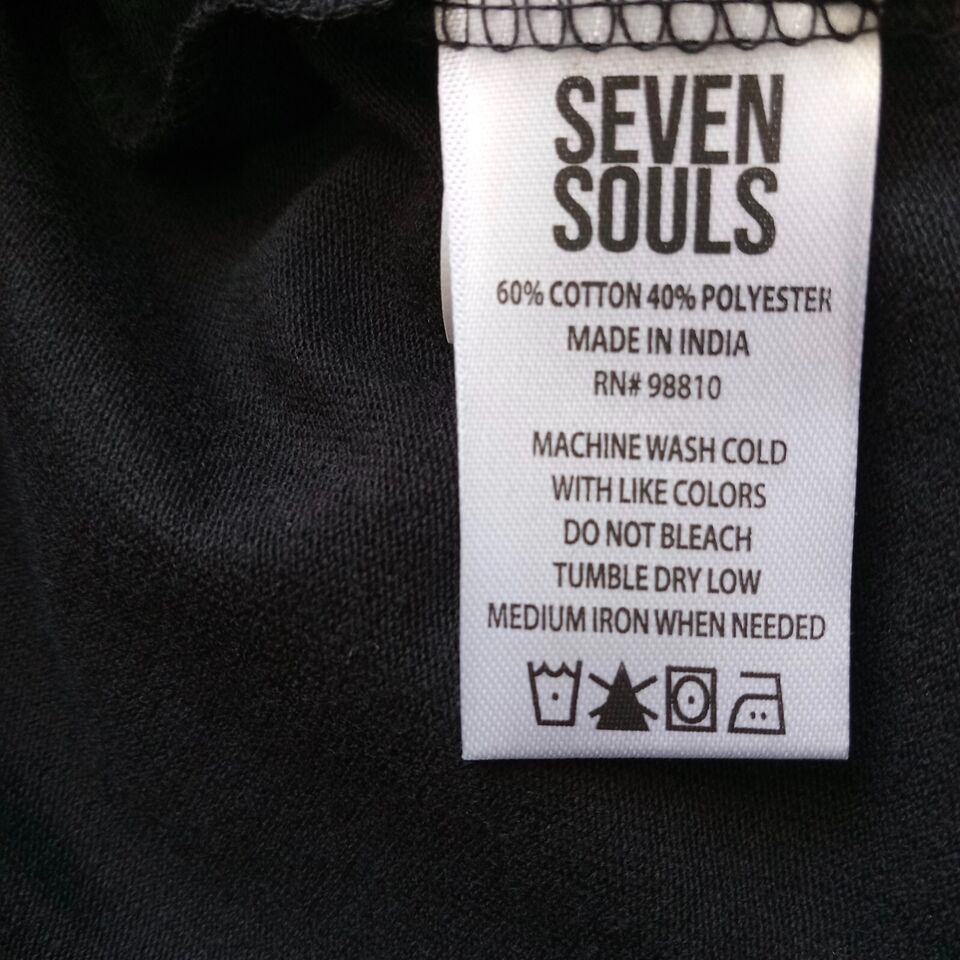 SEVEN
SOULS
60% COTTON 40% POLYESTER
MADE IN INDIA
RN# 98810
MACHINE WASH COLD
WITH LIKE COLORS
DO NOT BLEACH
TUMBLE DRY LOW
MEDIUM IRON WHEN NEEDED